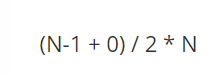 (N-1 + 0) / 2 * N